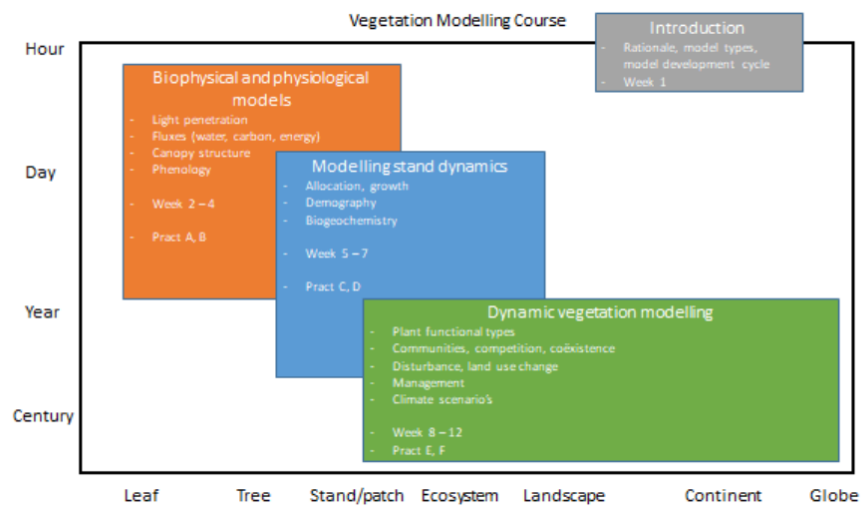 Vegetation Modelling Course
Hour
Introduction
- Rationale, model types,
model development cycle
- Week 1
Biophysical and physiological
models
- Light penetration
- Fluxes (water, carbon, energy)
- Canopy structure
- Phenology
- Week 2 – 4
- Pract A, B
Day
Modelling stand dynamics
- Allocation, growth
- Demography
- Biogeochemistry
- Week 5 – 7
- Pract C, D
Year
Dynamic vegetation modelling
- Plant functional types
- Communities, competition, coëxistence
- Disturbance, land use change
- Management
- Climate scenario's
- Week 8 – 12
- Pract E, F
Century
Leaf Tree Stand/patch Ecosystem Landscape Continent Globe